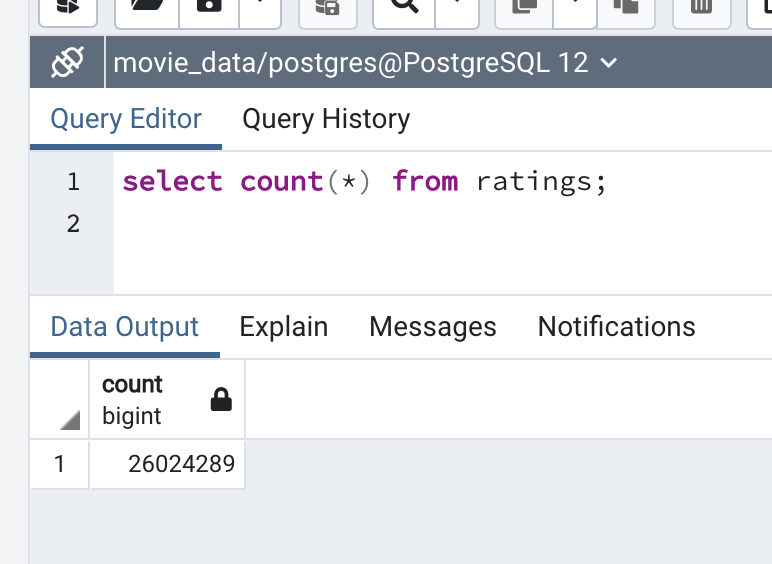 movie_data/postgres@PostgreSQL 12
Query Editor Query History
1 select count(*) from ratings;
2
Data Output Explain Messages Notifications
count
bigint
1 26024289